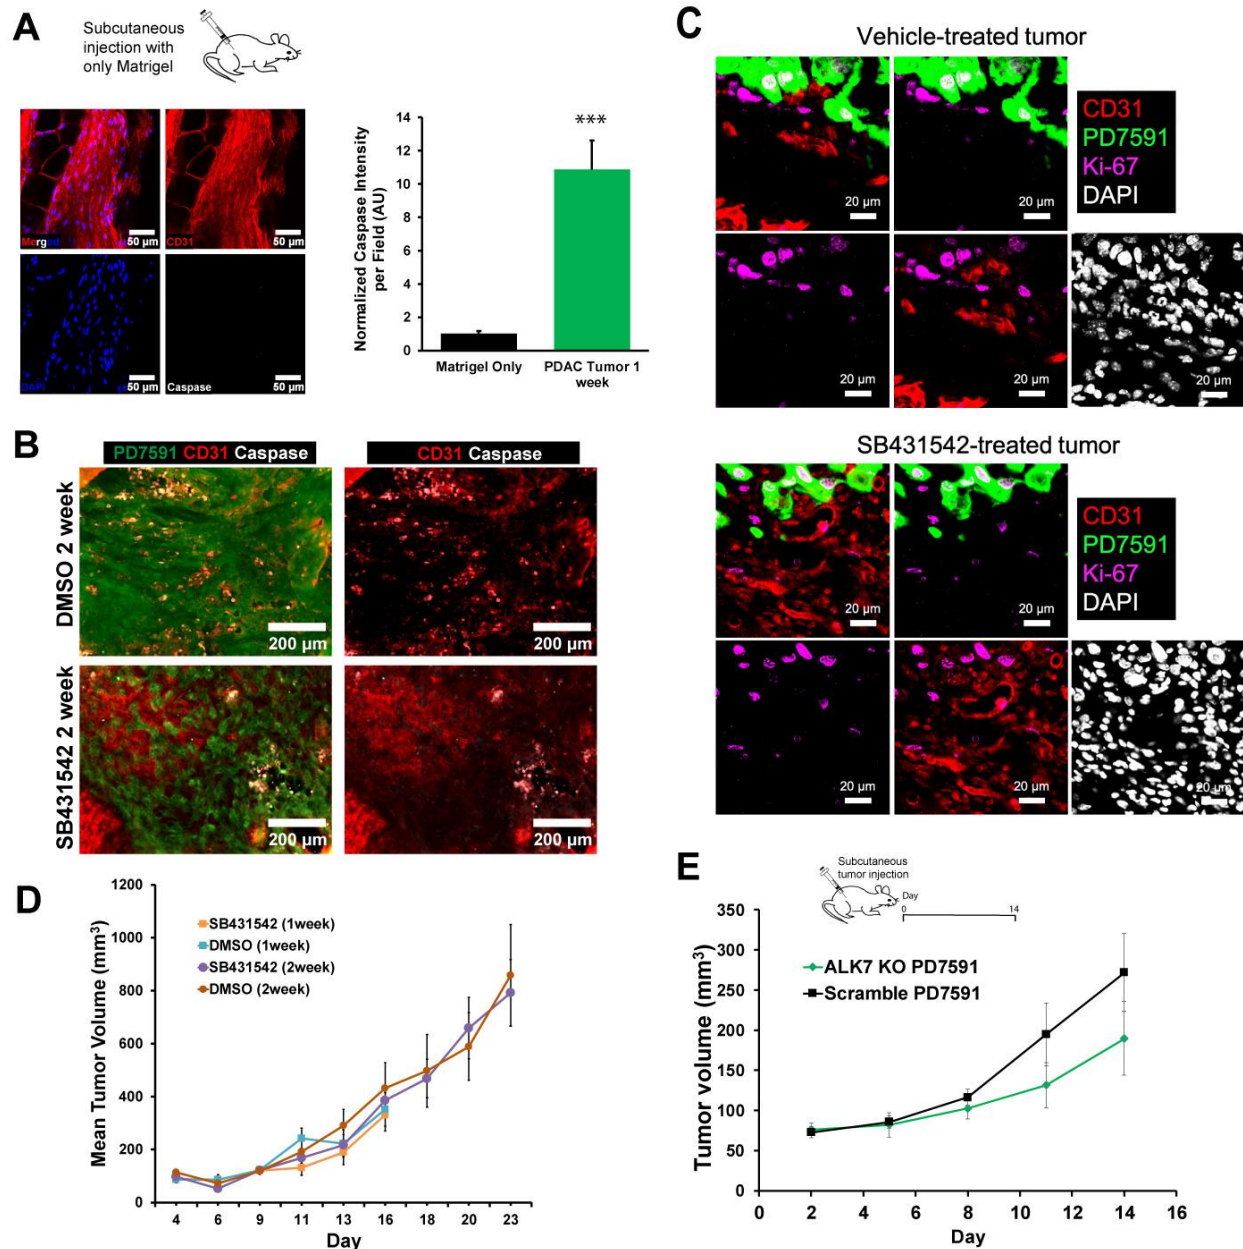 A
Subcutaneous
injection with
only Matrigel
Merged
50 µm
CD31
50 µm
DAPI
50 µm
Caspase
50 µm
Normalized Caspase Intensity
per Field (AU)
14
12
10
8
6
4
2
0
***
Matrigel Only
PDAC Tumor 1
week
B
PD7591 CD31 Caspase
CD31 Caspase
DMSO 2 week
200 µm
200 µm
SB431542 2 week
200 µm
200 µm
C
Vehicle-treated tumor
20 µm
20 µm
CD31
PD7591
Ki-67
DAPI
20 µm
20 µm
20 µm
SB431542-treated tumor
20 µm
20 µm
CD31
PD7591
Ki-67
DAPI
20 µm
20 µm
20 µm
D
Mean Tumor Volume (mm³)
1200
1000
800
600
400
200
0
SB431542 (1week)
DMSO (1week)
SB431542 (2week)
DMSO (2week)
4 6 9 11 13 16 18 20 23
Day
E
Subcutaneous
tumor injection
Day
0 14
Tumor volume (mm³)
350
300
250
200
150
100
50
0
ALK7 KO PD7591
Scramble PD7591
0 2 4 6 8 10 12 14 16
Day